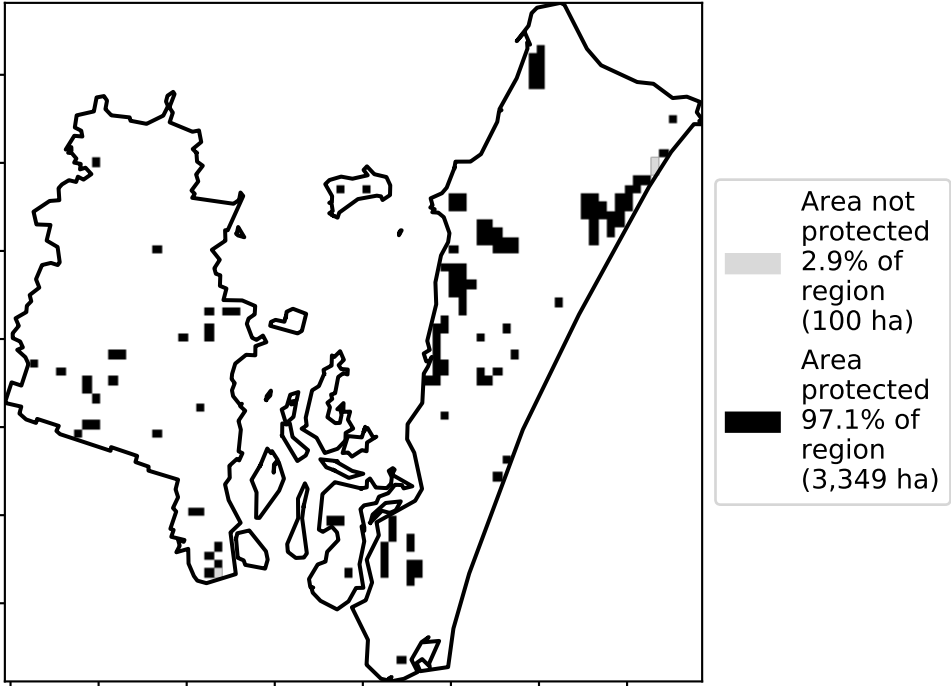 Area not
protected
2.9% of
region
(100 ha)
Area
protected
97.1% of
region
(3,349 ha)